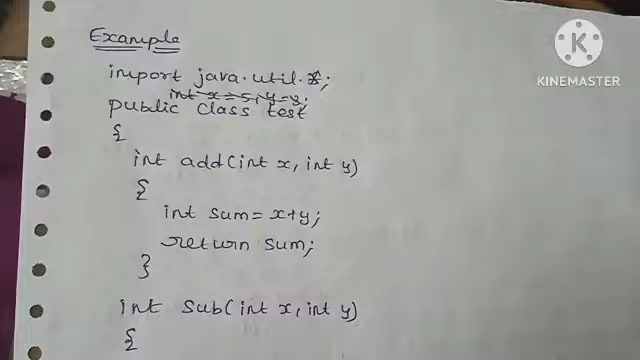 Example
import java.util.*;
int x=5, y=8;
public class test
{
int add(int x, int y)
{
int sum=x+y;
return sum;
}
int sub(int x, int y)
{
K
KINEMASTER